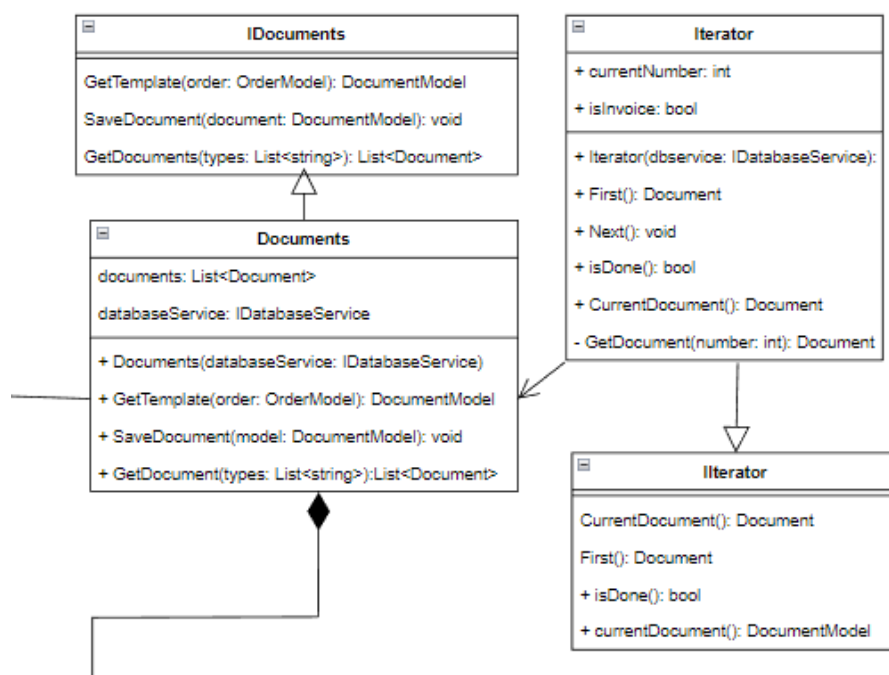 IDocuments
GetTemplate(order: OrderModel): DocumentModel
SaveDocument(document: DocumentModel): void
GetDocuments(types: List<string>): List<Document>
Documents
documents: List<Document>
databaseService: IDatabaseService
+ Documents(databaseService: IDatabaseService)
+ GetTemplate(order: OrderModel): DocumentModel
+ SaveDocument(model: DocumentModel): void
+ GetDocument(types: List<string>):List<Document>
Iterator
+ currentNumber: int
+ isInvoice: bool
+ Iterator(dbservice: IDatabaseService):
+ First(): Document
+ Next(): void
+ isDone(): bool
+ CurrentDocument(): Document
- GetDocument(number: int): Document
IIterator
CurrentDocument(): Document
First(): Document
+ isDone(): bool
+ currentDocument(): DocumentModel